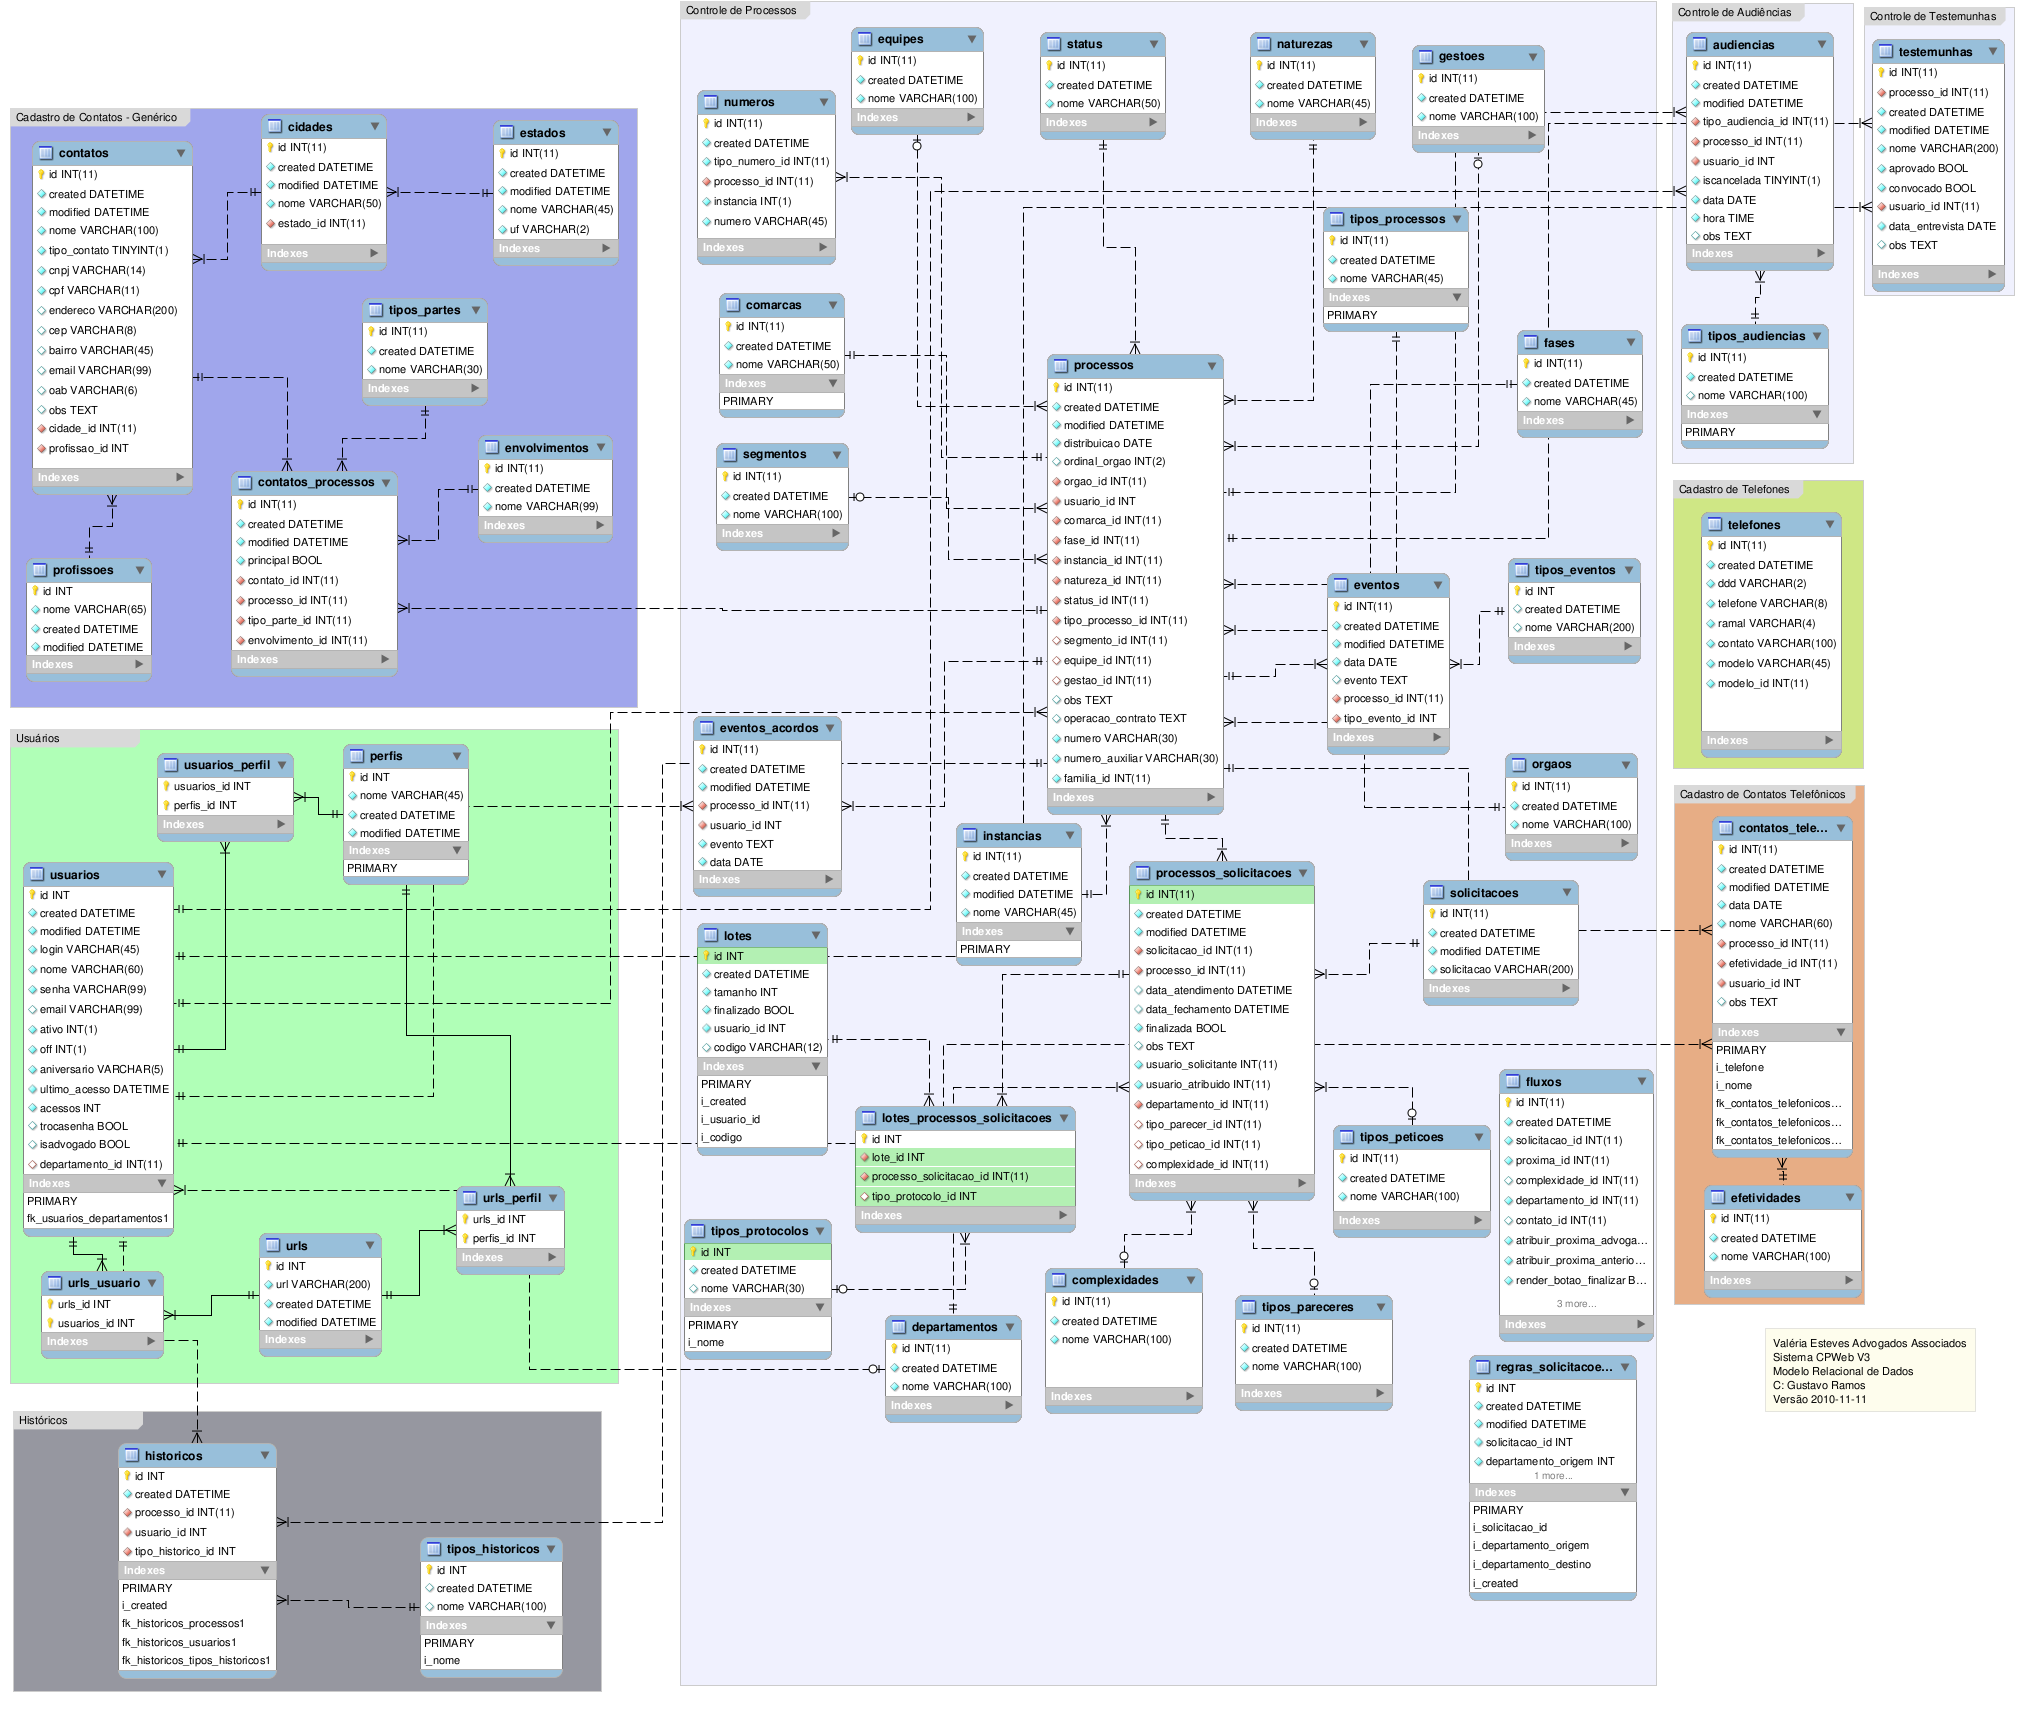 Cadastro de Contatos - Genérico
contatos
id INT(11)
created DATETIME
modified DATETIME
nome VARCHAR(100)
tipo_contato TINYINT(1)
cnpj VARCHAR(14)
cpf VARCHAR(11)
endereco VARCHAR(200)
cep VARCHAR(8)
bairro VARCHAR(45)
email VARCHAR(99)
oab VARCHAR(6)
obs TEXT
cidade_id INT(11)
profissao_id INT
Indexes
cidades
id INT(11)
created DATETIME
modified DATETIME
nome VARCHAR(50)
estado_id INT(11)
Indexes
estados
id INT(11)
created DATETIME
modified DATETIME
nome VARCHAR(45)
uf VARCHAR(2)
Indexes
tipos_partes
id INT(11)
created DATETIME
nome VARCHAR(30)
Indexes
envolvimentos
id INT(11)
created DATETIME
nome VARCHAR(99)
Indexes
contatos_processos
id INT(11)
created DATETIME
modified DATETIME
principal BOOL
contato_id INT(11)
processo_id INT(11)
tipo_parte_id INT(11)
envolvimento_id INT(11)
Indexes
profissoes
id INT
nome VARCHAR(65)
created DATETIME
modified DATETIME
Indexes
Usuários
usuarios_perfil
usuarios_id INT
perfis_id INT
Indexes
perfis
id INT
nome VARCHAR(45)
created DATETIME
modified DATETIME
Indexes
PRIMARY
usuarios
id INT
created DATETIME
modified DATETIME
login VARCHAR(45)
nome VARCHAR(60)
senha VARCHAR(99)
email VARCHAR(99)
ativo INT(1)
off INT(1)
aniversario VARCHAR(5)
ultimo_acesso DATETIME
acessos INT
trocasenha BOOL
isadvogado BOOL
departamento_id INT(11)
Indexes
PRIMARY
fk_usuarios_departamentos1
urls_perfil
urls_id INT
perfis_id INT
Indexes
urls
id INT
url VARCHAR(200)
created DATETIME
modified DATETIME
Indexes
urls_usuario
urls_id INT
usuarios_id INT
Indexes
Históricos
historicos
id INT
created DATETIME
processo_id INT(11)
usuario_id INT
tipo_historico_id INT
Indexes
PRIMARY
i_created
fk_historicos_processos1
fk_historicos_usuarios1
fk_historicos_tipos_historicos1
tipos_historicos
id INT
created DATETIME
nome VARCHAR(100)
Indexes
PRIMARY
i_nome
Controle de Processos
equipes
id INT(11)
created DATETIME
nome VARCHAR(100)
Indexes
status
id INT(11)
created DATETIME
nome VARCHAR(50)
Indexes
naturezas
id INT(11)
created DATETIME
nome VARCHAR(45)
Indexes
gestoes
id INT(11)
created DATETIME
nome VARCHAR(100)
Indexes
numeros
id INT(11)
created DATETIME
tipo_numero_id INT(11)
processo_id INT(11)
instancia INT(1)
numero VARCHAR(45)
Indexes
tipos_processos
id INT(11)
created DATETIME
nome VARCHAR(45)
Indexes
PRIMARY
comarcas
id INT(11)
created DATETIME
nome VARCHAR(50)
Indexes
PRIMARY
fases
id INT(11)
created DATETIME
nome VARCHAR(45)
Indexes
segmentos
id INT(11)
created DATETIME
nome VARCHAR(100)
Indexes
processos
id INT(11)
created DATETIME
modified DATETIME
distribuicao DATE
ordinal_orgao INT(2)
orgao_id INT(11)
usuario_id INT
comarca_id INT(11)
fase_id INT(11)
instancia_id INT(11)
natureza_id INT(11)
status_id INT(11)
tipo_processo_id INT(11)
segmento_id INT(11)
equipe_id INT(11)
gestao_id INT(11)
obs TEXT
operacao_contrato TEXT
numero VARCHAR(30)
numero_auxiliar VARCHAR(30)
familia_id INT(11)
Indexes
eventos
id INT(11)
created DATETIME
modified DATETIME
data DATE
evento TEXT
processo_id INT(11)
tipo_evento_id INT
Indexes
tipos_eventos
id INT
created DATETIME
nome VARCHAR(200)
Indexes
eventos_acordos
id INT(11)
created DATETIME
modified DATETIME
processo_id INT(11)
usuario_id INT
evento TEXT
data DATE
Indexes
orgaos
id INT(11)
created DATETIME
nome VARCHAR(100)
Indexes
instancias
id INT(11)
created DATETIME
modified DATETIME
nome VARCHAR(45)
Indexes
PRIMARY
processos_solicitacoes
id INT(11)
created DATETIME
modified DATETIME
solicitacao_id INT(11)
processo_id INT(11)
data_atendimento DATETIME
data_fechamento DATETIME
finalizada BOOL
obs TEXT
usuario_solicitante INT(11)
usuario_atribuido INT(11)
departamento_id INT(11)
tipo_parecer_id INT(11)
tipo_peticao_id INT(11)
complexidade_id INT(11)
Indexes
solicitacoes
id INT(11)
created DATETIME
modified DATETIME
solicitacao VARCHAR(200)
Indexes
lotes
id INT
created DATETIME
tamanho INT
finalizado BOOL
usuario_id INT
codigo VARCHAR(12)
Indexes
PRIMARY
i_created
i_usuario_id
i_codigo
lotes_processos_solicitacoes
id INT
lote_id INT
processo_solicitacao_id INT(11)
tipo_protocolo_id INT
Indexes
tipos_peticoes
id INT(11)
created DATETIME
nome VARCHAR(100)
Indexes
fluxos
id INT(11)
created DATETIME
solicitacao_id INT(11)
proxima_id INT(11)
complexidade_id INT(11)
departamento_id INT(11)
contato_id INT(11)
atribuir_proxima_advoga...
atribuir_proxima_anterio...
render_botao_finalizar B...
3 more...
Indexes
tipos_protocolos
id INT
created DATETIME
nome VARCHAR(30)
Indexes
PRIMARY
i_nome
departamentos
id INT(11)
created DATETIME
nome VARCHAR(100)
Indexes
complexidades
id INT(11)
created DATETIME
nome VARCHAR(100)
Indexes
tipos_pareceres
id INT(11)
created DATETIME
nome VARCHAR(100)
Indexes
regras_solicitacoe...
id INT
created DATETIME
modified DATETIME
solicitacao_id INT
departamento_origem INT
1 more...
Indexes
PRIMARY
i_solicitacao_id
i_departamento_origem
i_departamento_destino
i_created
Controle de Audiências
audiencias
id INT(11)
created DATETIME
modified DATETIME
tipo_audiencia_id INT(11)
processo_id INT(11)
usuario_id INT
iscancelada TINYINT(1)
data DATE
hora TIME
obs TEXT
Indexes
tipos_audiencias
id INT(11)
created DATETIME
nome VARCHAR(100)
Indexes
PRIMARY
Controle de Testemunhas
testemunhas
id INT(11)
processo_id INT(11)
created DATETIME
modified DATETIME
nome VARCHAR(200)
aprovado BOOL
convocado BOOL
usuario_id INT(11)
data_entrevista DATE
obs TEXT
Indexes
Cadastro de Telefones
telefones
id INT(11)
created DATETIME
ddd VARCHAR(2)
telefone VARCHAR(8)
ramal VARCHAR(4)
contato VARCHAR(100)
modelo VARCHAR(45)
modelo_id INT(11)
Indexes
Cadastro de Contatos Telefônicos
contatos_tele...
id INT(11)
created DATETIME
modified DATETIME
data DATE
nome VARCHAR(60)
processo_id INT(11)
efetividade_id INT(11)
usuario_id INT
obs TEXT
Indexes
PRIMARY
i_telefone
i_nome
fk_contatos_telefonicos...
fk_contatos_telefonicos...
fk_contatos_telefonicos...
efetividades
id INT(11)
created DATETIME
nome VARCHAR(100)
Indexes
Valéria Esteves Advogados Associados
Sistema CPWeb V3
Modelo Relacional de Dados
C: Gustavo Ramos
Versão 2010-11-11